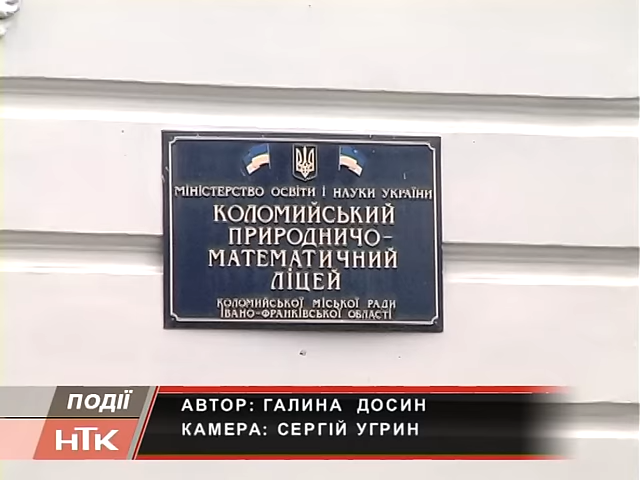 МІНІСТЕРСТВО ОСВІТИ І НАУКИ УКРАЇНИ
КОЛОМИЙСЬКИЙ
ПРИРОДНИЧО-
МАТЕМАТИЧНИЙ
ЛІЦЕЙ
КОЛОМИЙСЬКОЇ МІСЬКОЇ РАДИ
ІВАНО-ФРАНКІВСЬКОЇ ОБЛАСТІ
ПОДІЇ
НТК
АВТОР: ГАЛИНА ДОСИН
КАМЕРА: СЕРГІЙ УГРИН